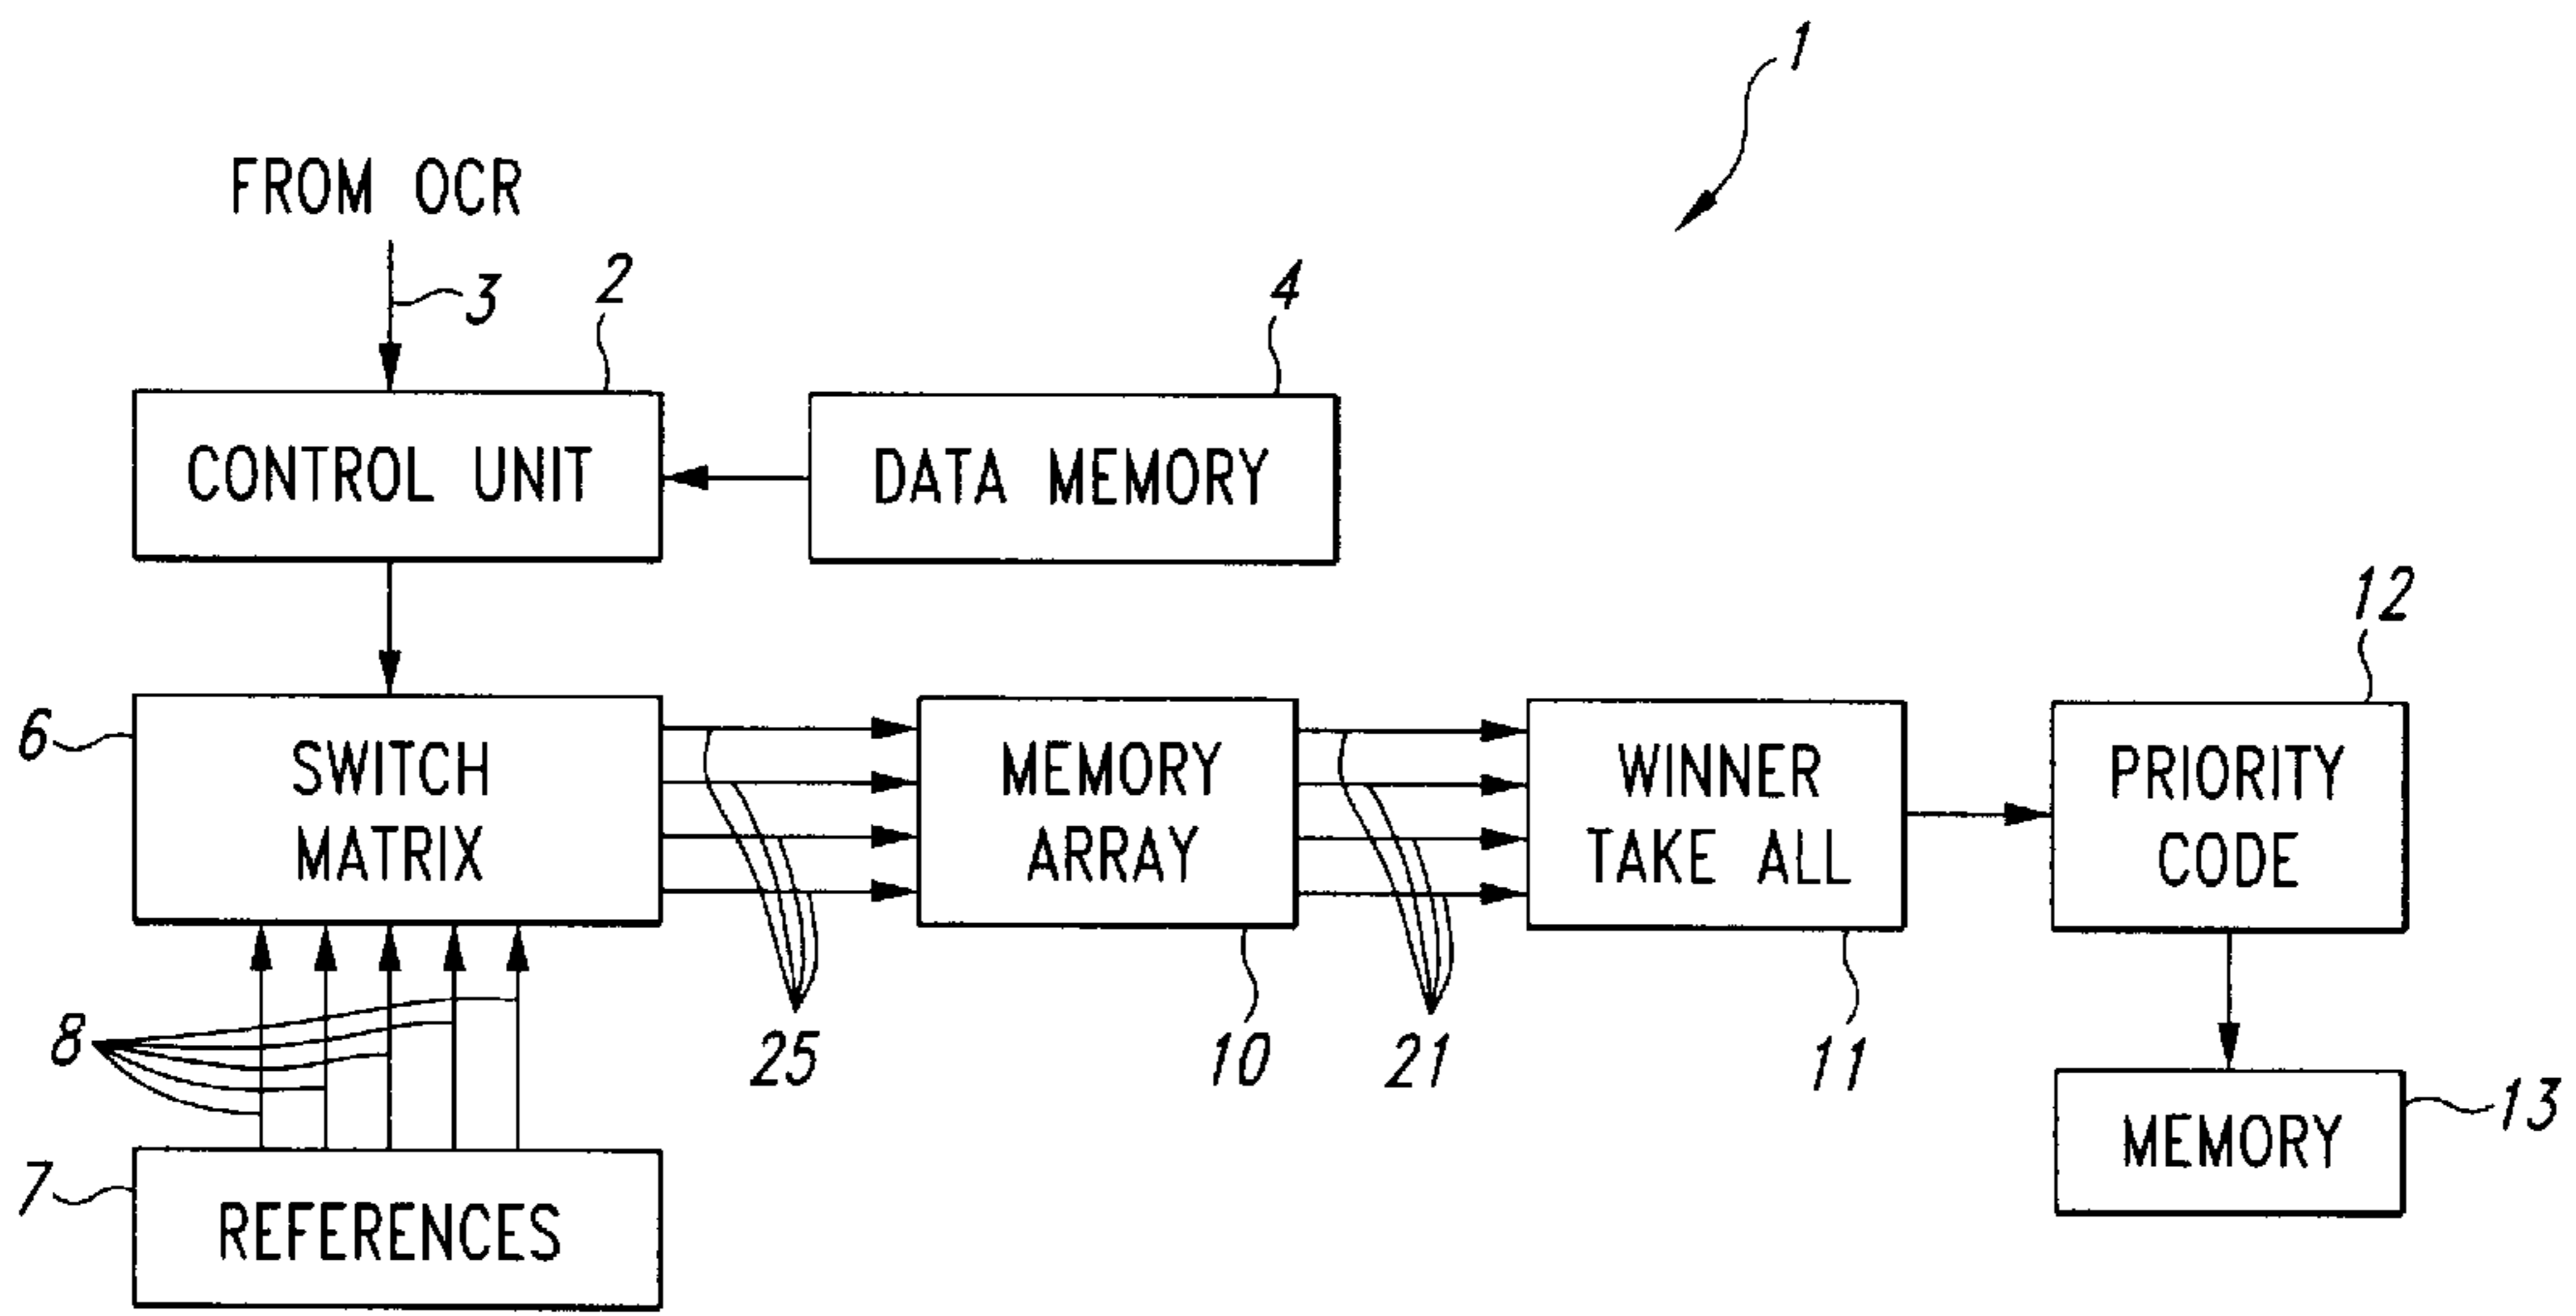 1
FROM OCR
3
2
4
CONTROL UNIT
DATA MEMORY
12
6
SWITCH
MATRIX
MEMORY
ARRAY
WINNER
TAKE ALL
PRIORITY
CODE
8
25
10
21
11
13
MEMORY
7
REFERENCES